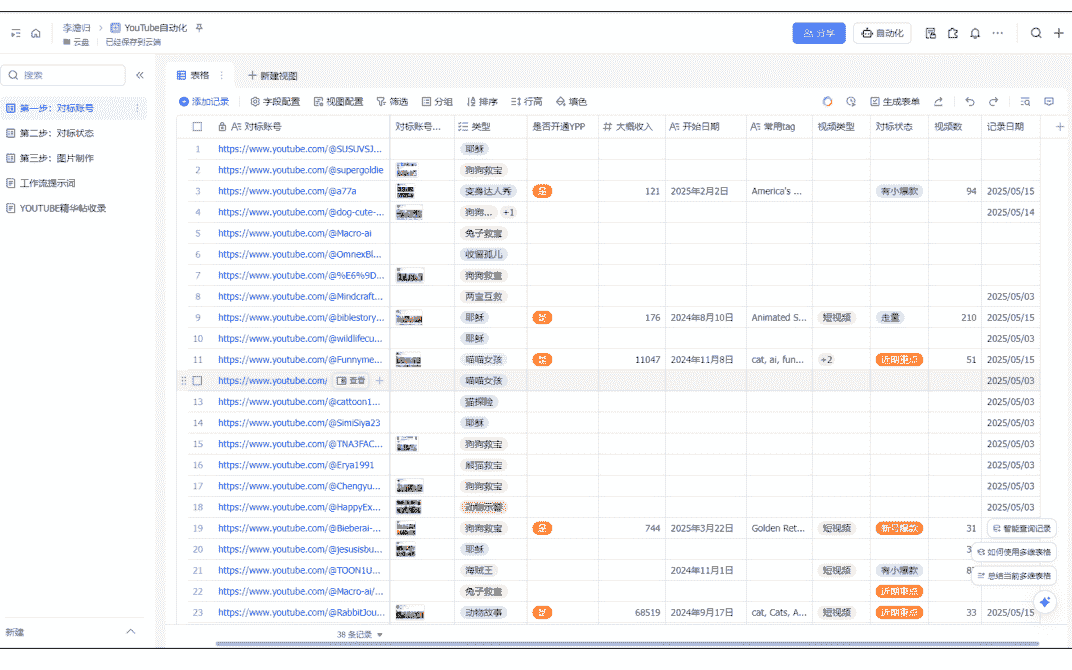 李澹归 > YouTube自动化
云盘 | 已经保存到云端
分享 自动化
搜索
第一步：对标账号
第二步：对标状态
第三步：图片制作
工作流提示词
YOUTUBE精华帖收录
新建
表格 + 新建视图
添加记录 字段配置 视图配置 筛选 分组 排序 行高 填色 生成表单
对标账号 对标账号... 类型 是否开通YPP 大概收入 开始日期 常用tag 视频类型 对标状态 视频数 记录日期
1 https://www.youtube.com/@SUSUVSJ... 耶稣
2 https://www.youtube.com/@supergoldie 狗狗救宝
3 https://www.youtube.com/@a77a 变身达人秀 是 121 2025年2月2日 America's ... 有小爆款 94 2025/05/15
4 https://www.youtube.com/@dog-cute-... 狗狗... +1 2025/05/14
5 https://www.youtube.com/@Macro-ai 兔子救宝
6 https://www.youtube.com/@OmnexBl... 收留孤儿
7 https://www.youtube.com/@%E6%9D... 狗狗救宝
8 https://www.youtube.com/@Mindcraft... 两宝互救 2025/05/03
9 https://www.youtube.com/@biblestory... 耶稣 是 176 2024年8月10日 Animated S... 短视频 走量 210 2025/05/15
10 https://www.youtube.com/@wildlifecu... 耶稣 2025/05/03
11 https://www.youtube.com/@Funnyme... 喵喵女孩 是 11047 2024年11月8日 cat, ai, fun... +2 近期重点 51 2025/05/15
https://www.youtube.com/ 查看 喵喵女孩 2025/05/03
13 https://www.youtube.com/@cattoon1... 猫探险 2025/05/03
14 https://www.youtube.com/@SimiSiya23 耶稣 2025/05/03
15 https://www.youtube.com/@TNA3FAC... 狗狗救宝 2025/05/03
16 https://www.youtube.com/@Erya1991 熊猫救宝 2025/05/03
17 https://www.youtube.com/@Chengyu... 狗狗救宝 2025/05/03
18 https://www.youtube.com/@HappyEx... 2025/05/03
19 https://www.youtube.com/@Bieberai-... 狗狗救宝 是 744 2025年3月22日 Golden Ret... 短视频 新号爆款 31 智能查询记录
20 https://www.youtube.com/@jesusisbu... 耶稣 如何使用多维表格
21 https://www.youtube.com/@TOON1U... 海贼王 2024年11月1日 短视频 有小爆款 总结当前多维表格
22 https://www.youtube.com/@Macro-ai/... 兔子救宝 近期重点
23 https://www.youtube.com/@RabbitJou... 动物故事 是 68519 2024年9月17日 cat, Cats, A... 短视频 近期重点 33 2025/05/15
38 条记录